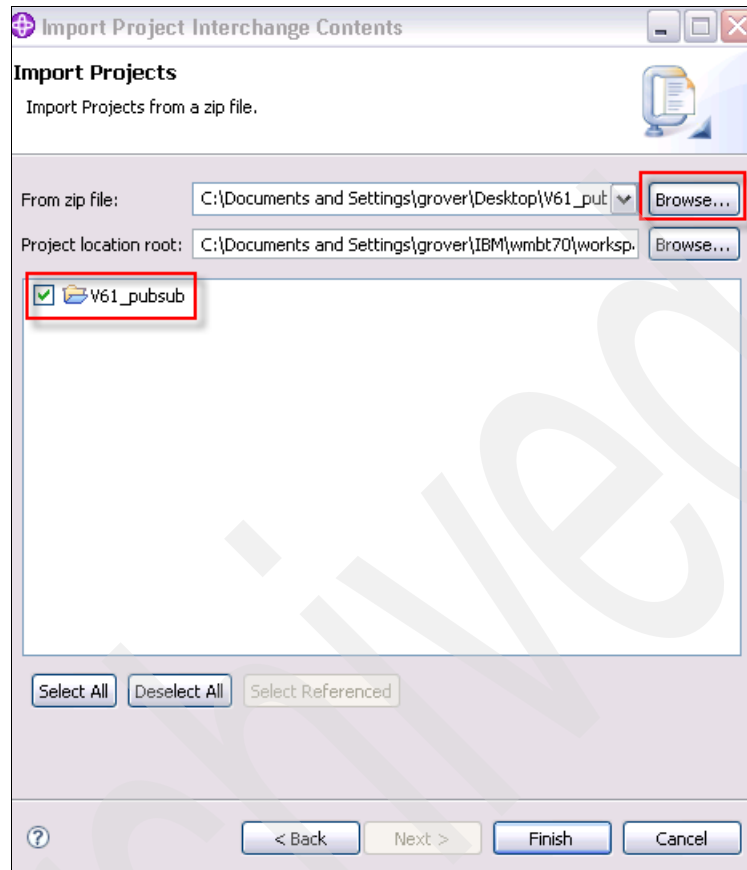 Import Project Interchange Contents
Import Projects
Import Projects from a zip file.
From zip file: C:\Documents and Settings\grover\Desktop\V61_put Browse...
Project location root: C:\Documents and Settings\grover\IBM\wmbt70\worksp. Browse...
V61_pubsub
Select All Deselect All Select Referenced
? < Back Next > Finish Cancel